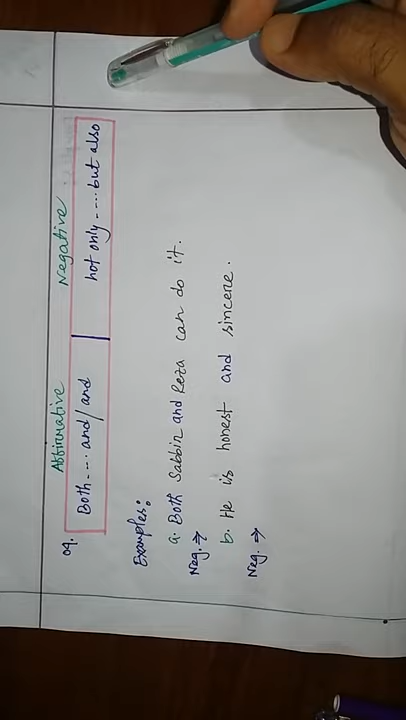 Affirmative Negative
04. Both .... and/and not only .... but also
Examples:
a. Both Sabbir and Reza can do it.
Neg. ⇒
b. He is honest and sincere.
Neg. ⇒